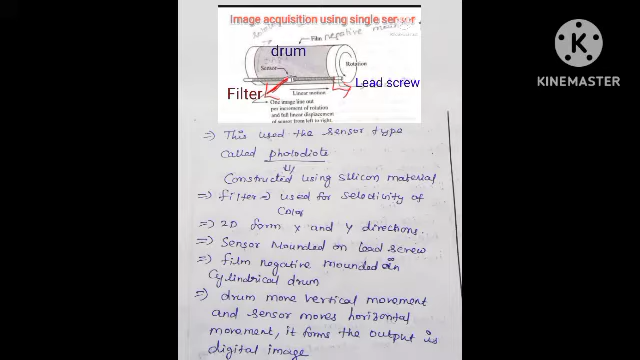 Image acquisition using single sensor
Film negative
drum
Rotation
Sensor
Filter
Lead screw
Linear motion
One image line out
per increment of rotation
and full linear displacement
of sensor from left to right.
⇒ This used the sensor type
called photodiote
⇓
Constructed using silicon material
⇒ filter ⇒ used for selectivity of
color
⇒ 2D form X and Y directions.
⇒ Sensor mounded on lead screw
⇒ film negative mounded on
Cylindrical drum
⇒ drum move vertical movement
and sensor moves horizontal
movement, it forms the output is
digital image
KINEMASTER